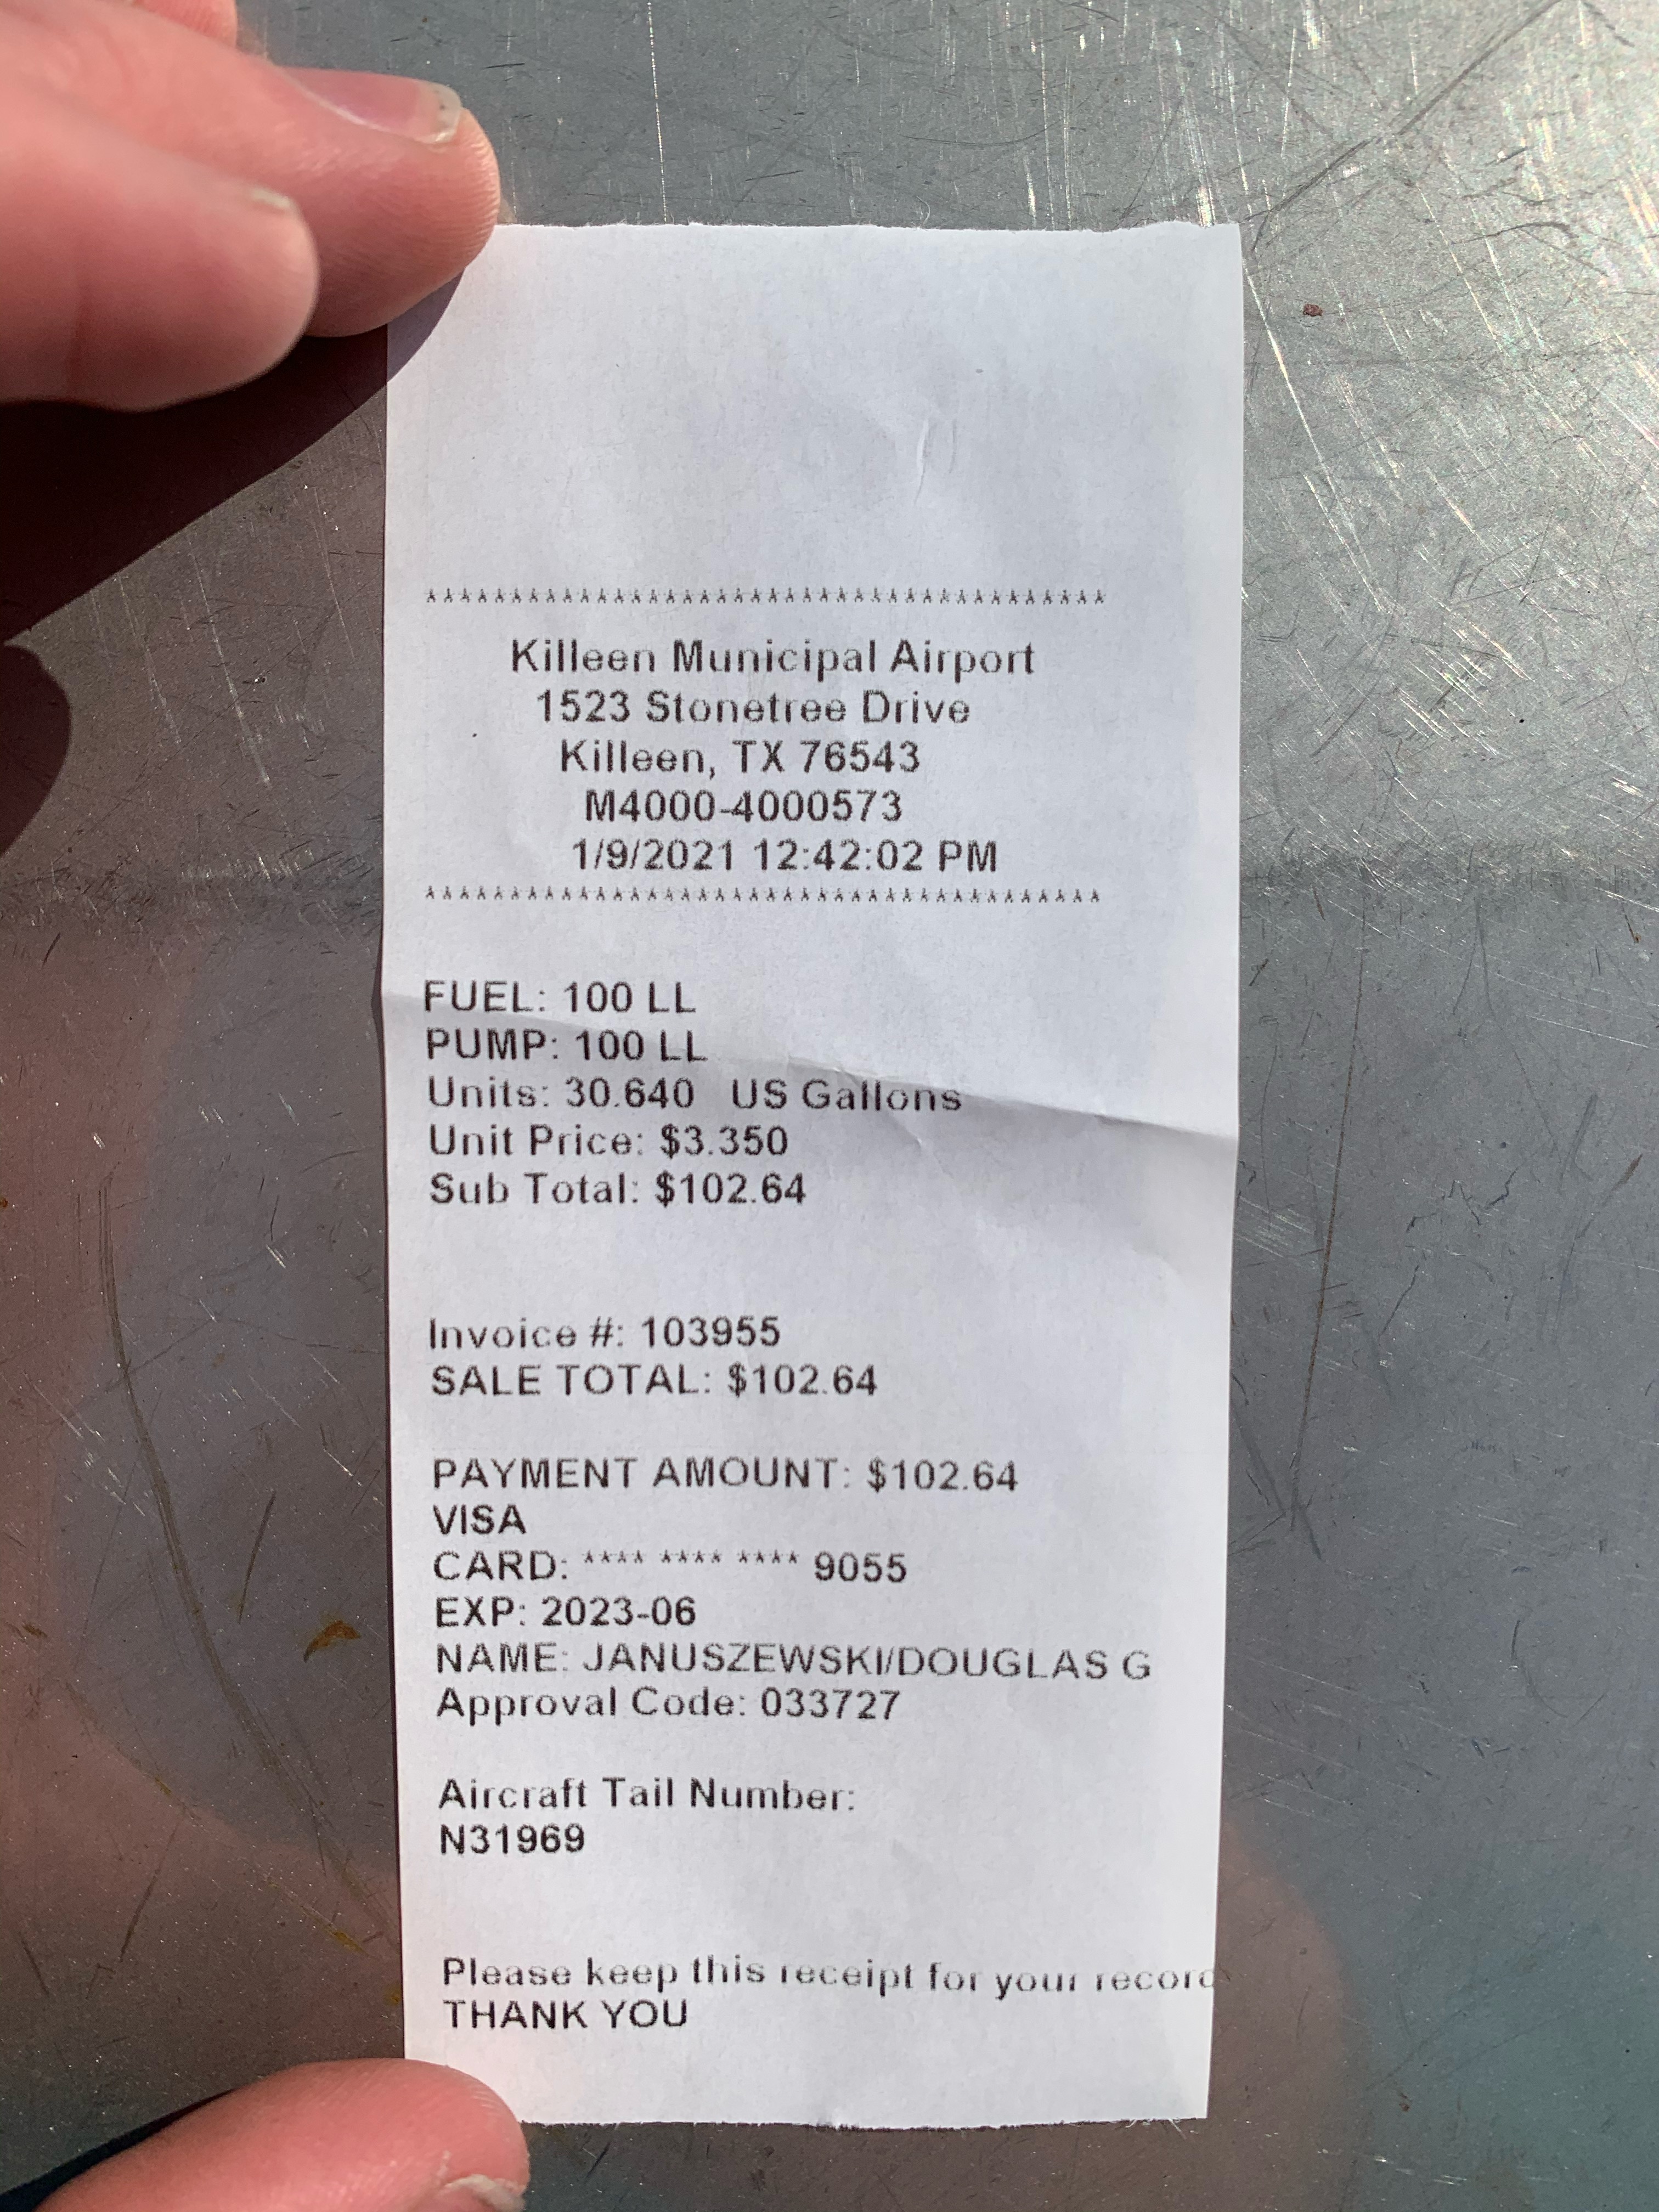 ****************************************
Killeen Municipal Airport
1523 Stonetree Drive
Killeen, TX 76543
M4000-4000573
1/9/2021 12:42:02 PM
****************************************
FUEL: 100 LL
PUMP: 100 LL
Units: 30.640 US Gallons
Unit Price: $3.350
Sub Total: $102.64
Invoice #: 103955
SALE TOTAL: $102.64
PAYMENT AMOUNT: $102.64
VISA
CARD: **** **** **** 9055
EXP: 2023-06
NAME: JANUSZEWSKI/DOUGLAS G
Approval Code: 033727
Aircraft Tail Number:
N31969
Please keep this receipt for your record
THANK YOU